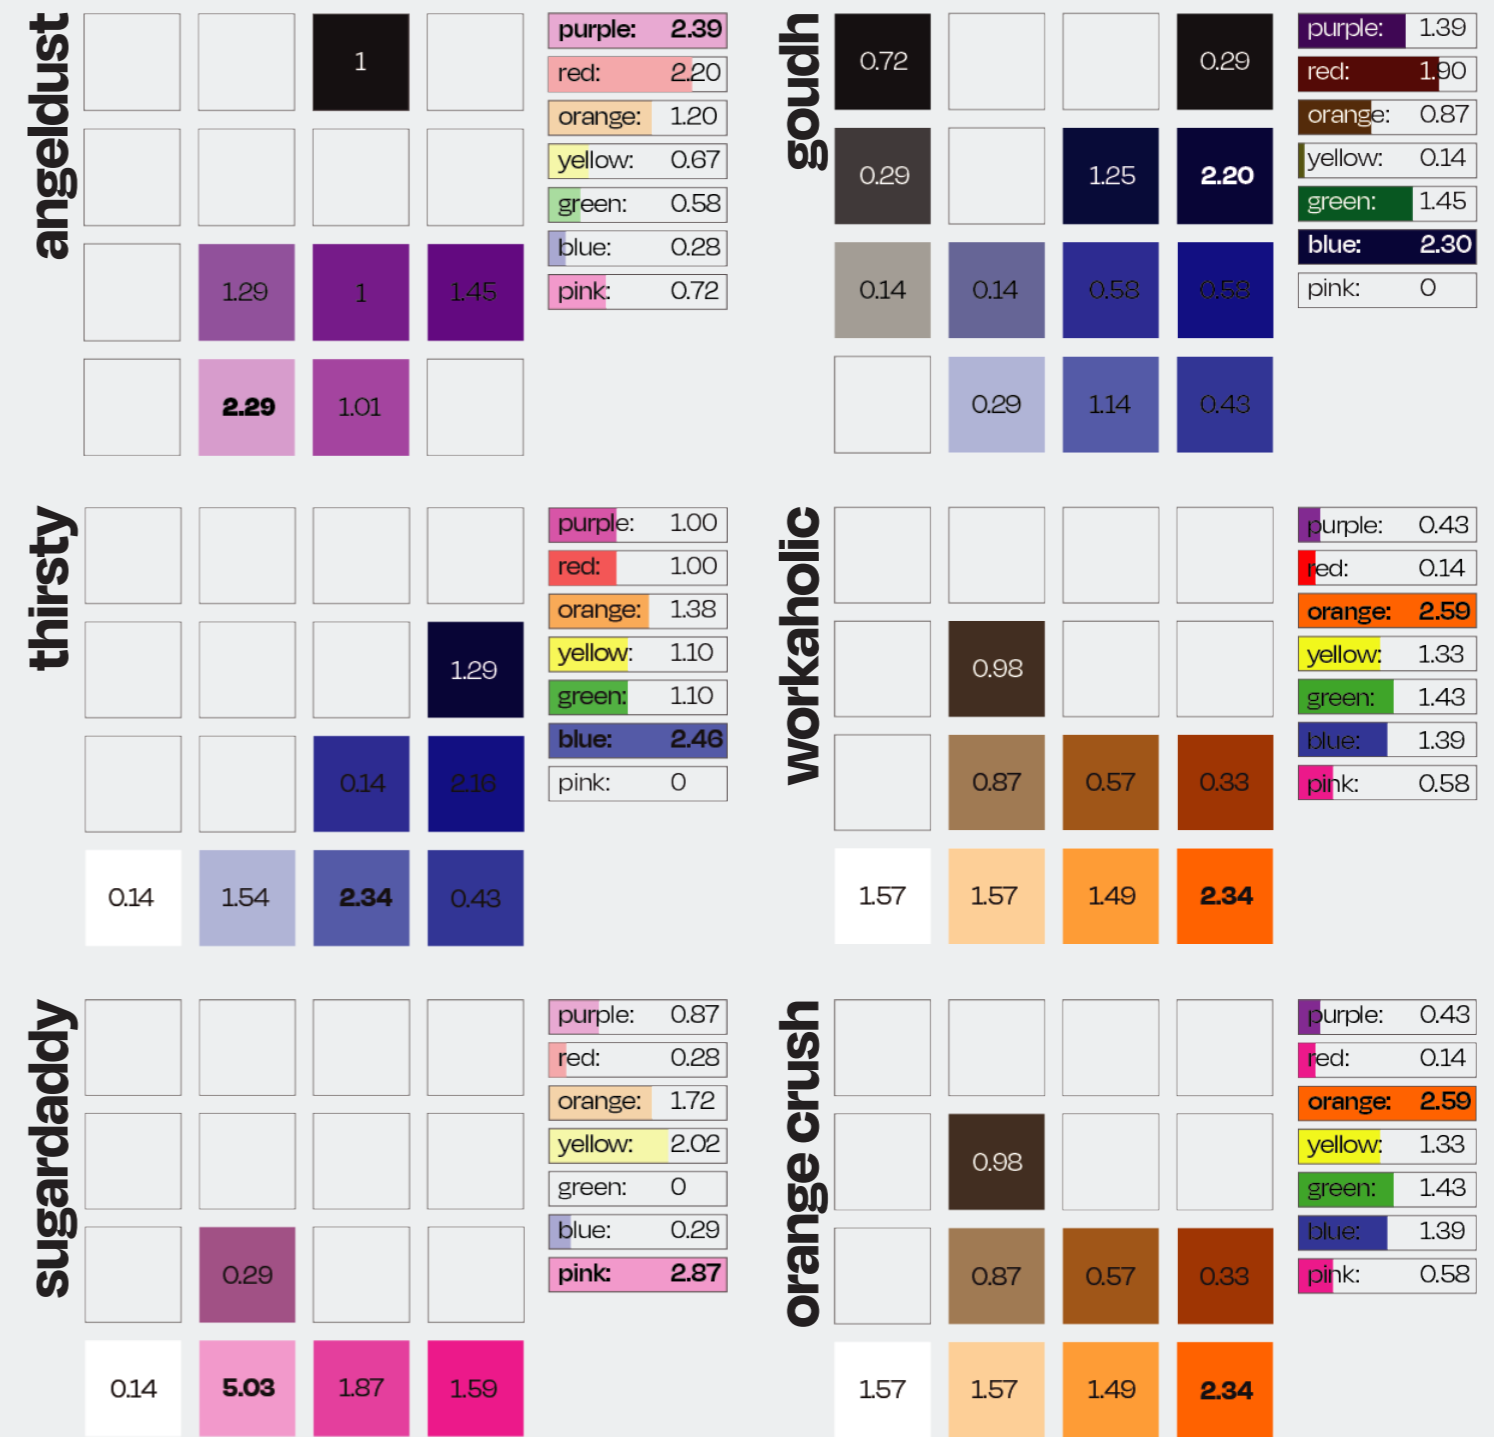 angeldust
1
1.29
1
1.45
2.29
1.01
purple: 2.39
red: 2.20
orange: 1.20
yellow: 0.67
green: 0.58
blue: 0.28
pink: 0.72
goudh
0.72
0.29
0.29
1.25
2.20
0.14
0.14
0.58
0.58
0.29
1.14
0.43
purple: 1.39
red: 1.90
orange: 0.87
yellow: 0.14
green: 1.45
blue: 2.30
pink: 0
thirsty
1.29
0.14
2.16
0.14
1.54
2.34
0.43
purple: 1.00
red: 1.00
orange: 1.38
yellow: 1.10
green: 1.10
blue: 2.46
pink: 0
workaholic
0.98
0.87
0.57
0.33
1.57
1.57
1.49
2.34
purple: 0.43
red: 0.14
orange: 2.59
yellow: 1.33
green: 1.43
blue: 1.39
pink: 0.58
sugardaddy
0.29
0.14
5.03
1.87
1.59
purple: 0.87
red: 0.28
orange: 1.72
yellow: 2.02
green: 0
blue: 0.29
pink: 2.87
orange crush
0.98
0.87
0.57
0.33
1.57
1.57
1.49
2.34
purple: 0.43
red: 0.14
orange: 2.59
yellow: 1.33
green: 1.43
blue: 1.39
pink: 0.58